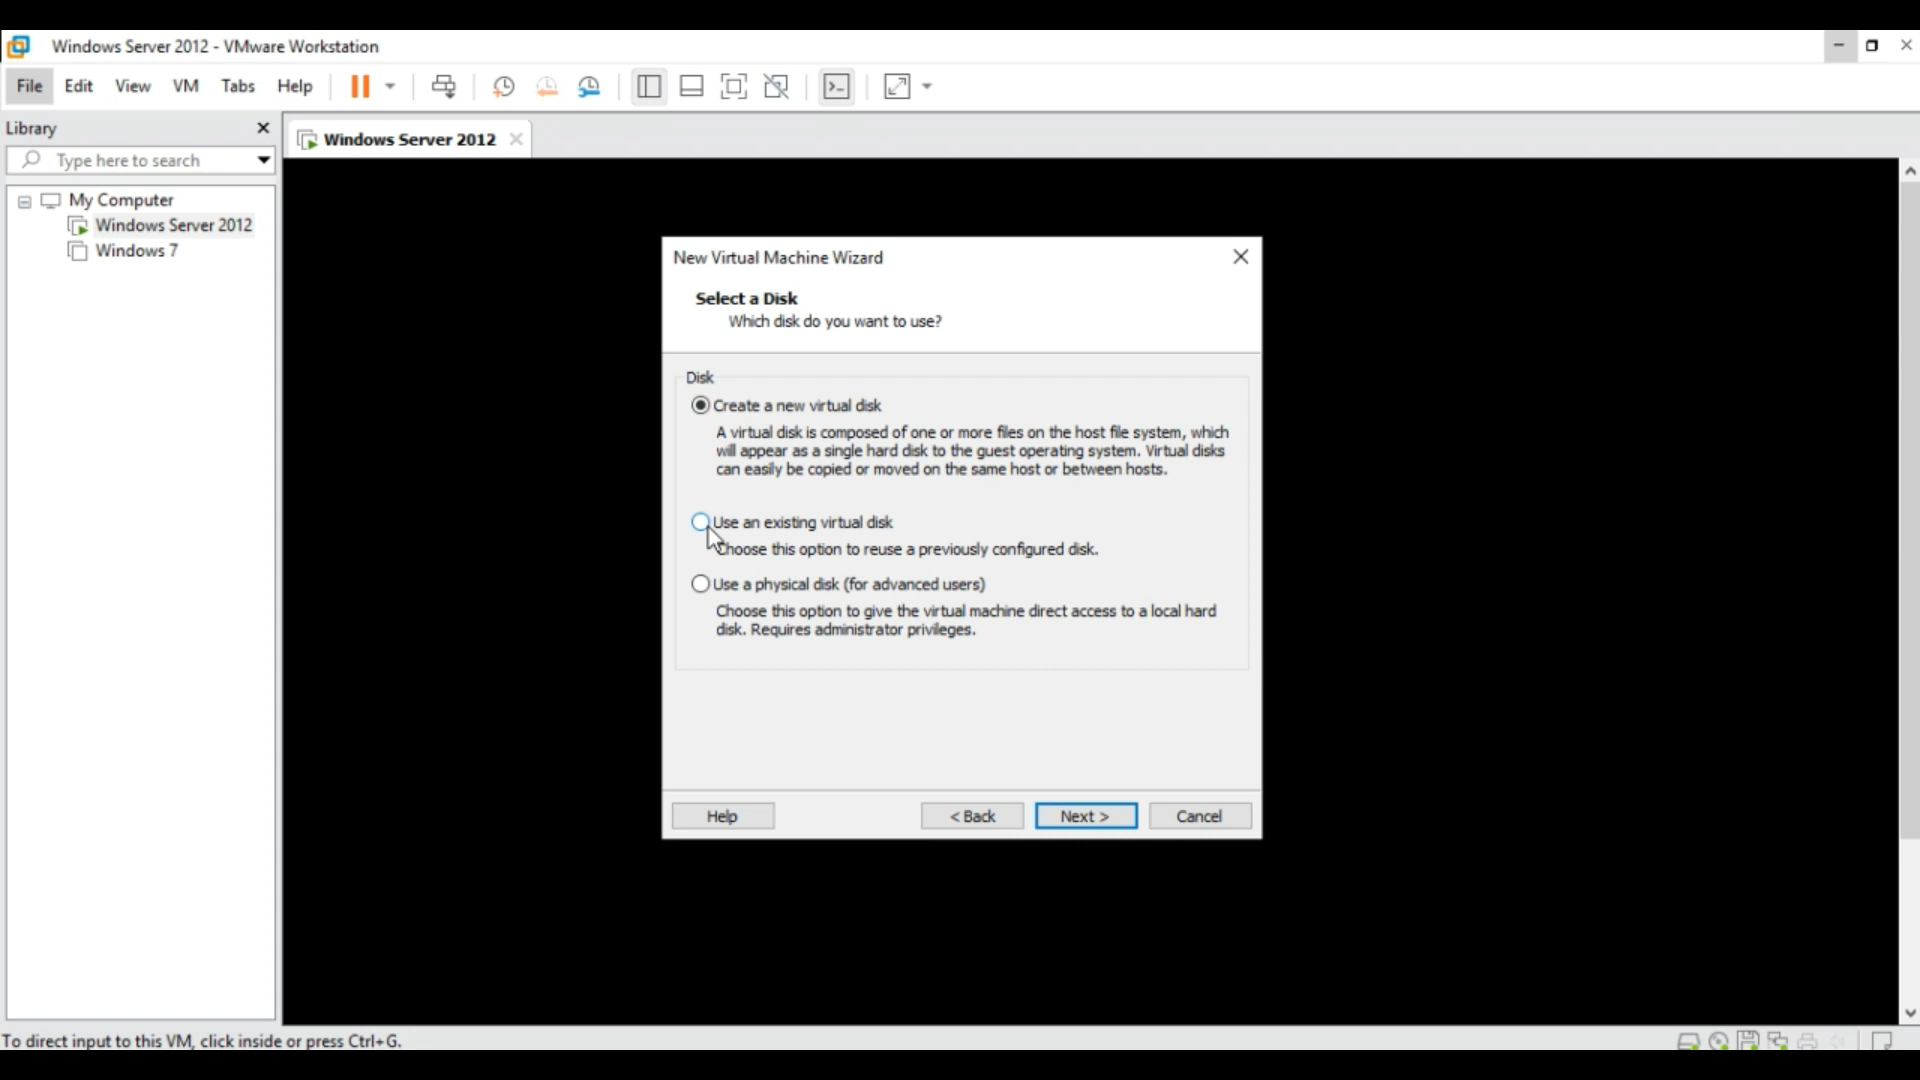 Windows Server 2012 - VMware Workstation
File Edit View VM Tabs Help
Library
Windows Server 2012
Type here to search
My Computer
Windows Server 2012
Windows 7
New Virtual Machine Wizard
Select a Disk
Which disk do you want to use?
Disk
Create a new virtual disk
A virtual disk is composed of one or more files on the host file system, which
will appear as a single hard disk to the guest operating system. Virtual disks
can easily be copied or moved on the same host or between hosts.
Use an existing virtual disk
Choose this option to reuse a previously configured disk.
Use a physical disk (for advanced users)
Choose this option to give the virtual machine direct access to a local hard
disk. Requires administrator privileges.
Help < Back Next > Cancel
To direct input to this VM, click inside or press Ctrl+G.